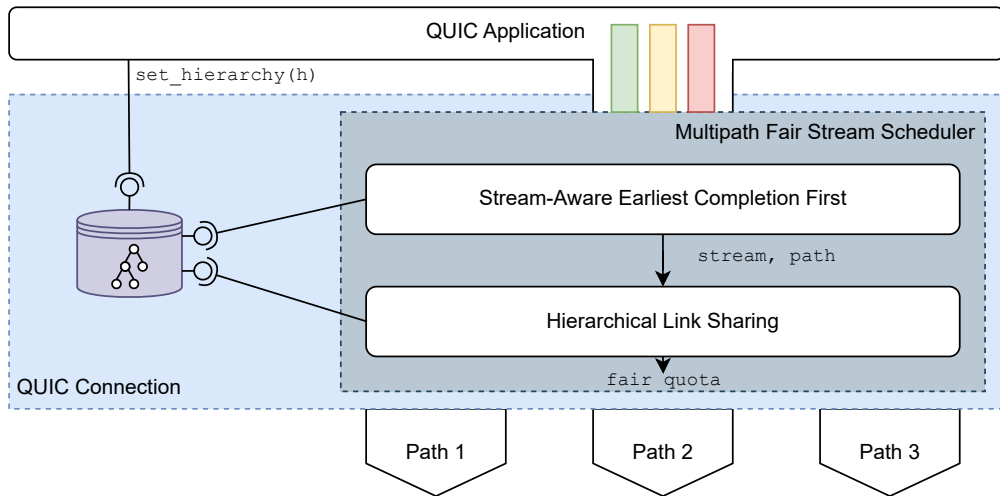 QUIC Application
set_hierarchy(h)
Multipath Fair Stream Scheduler
Stream-Aware Earliest Completion First
stream, path
Hierarchical Link Sharing
fair quota
QUIC Connection
Path 1
Path 2
Path 3